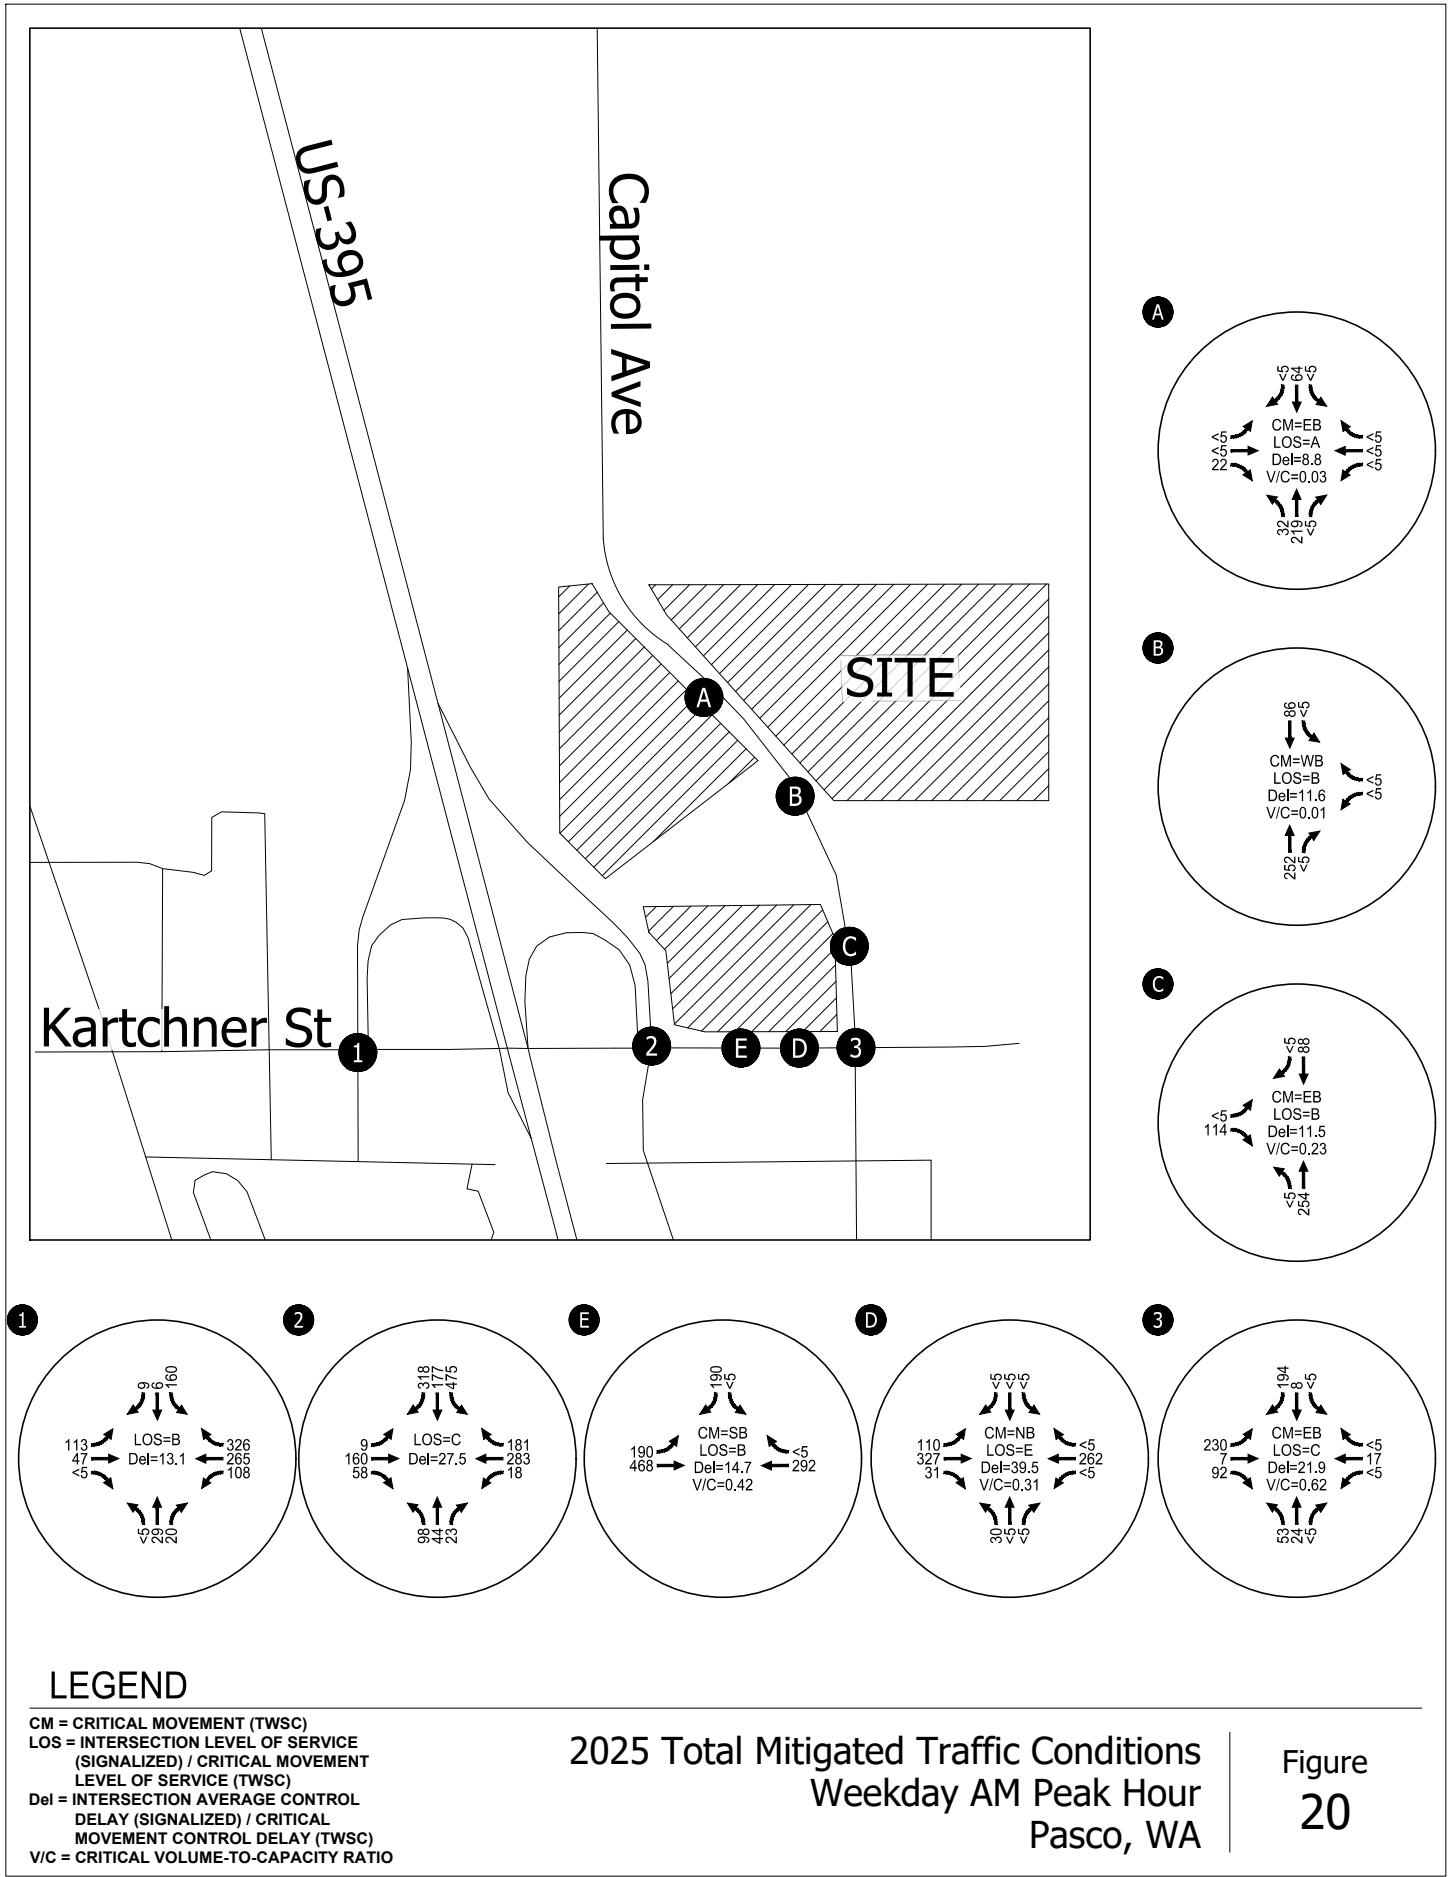 US-395
Capitol Ave
SITE
A
B
C
Kartchner St
1
2
E
D
3
A
<5
64
<5
<5
<5
22
CM=EB
LOS=A
Del=8.8
V/C=0.03
<5
<5
<5
32
219
<5
B
86
<5
CM=WB
LOS=B
Del=11.6
V/C=0.01
<5
<5
252
<5
C
<5
88
<5
114
CM=EB
LOS=B
Del=11.5
V/C=0.23
<5
254
1
9
6
160
113
47
<5
LOS=B
Del=13.1
326
265
108
<5
29
20
2
318
177
475
9
160
58
LOS=C
Del=27.5
181
283
18
98
44
23
E
190
<5
190
468
CM=SB
LOS=B
Del=14.7
V/C=0.42
<5
292
D
<5
<5
<5
110
327
31
CM=NB
LOS=E
Del=39.5
V/C=0.31
<5
262
<5
30
<5
<5
3
194
8
<5
230
7
92
CM=EB
LOS=C
Del=21.9
V/C=0.62
<5
17
<5
53
24
<5
LEGEND
CM = CRITICAL MOVEMENT (TWSC)
LOS = INTERSECTION LEVEL OF SERVICE
(SIGNALIZED) / CRITICAL MOVEMENT
LEVEL OF SERVICE (TWSC)
Del = INTERSECTION AVERAGE CONTROL
DELAY (SIGNALIZED) / CRITICAL
MOVEMENT CONTROL DELAY (TWSC)
V/C = CRITICAL VOLUME-TO-CAPACITY RATIO
2025 Total Mitigated Traffic Conditions
Weekday AM Peak Hour
Pasco, WA
Figure
20